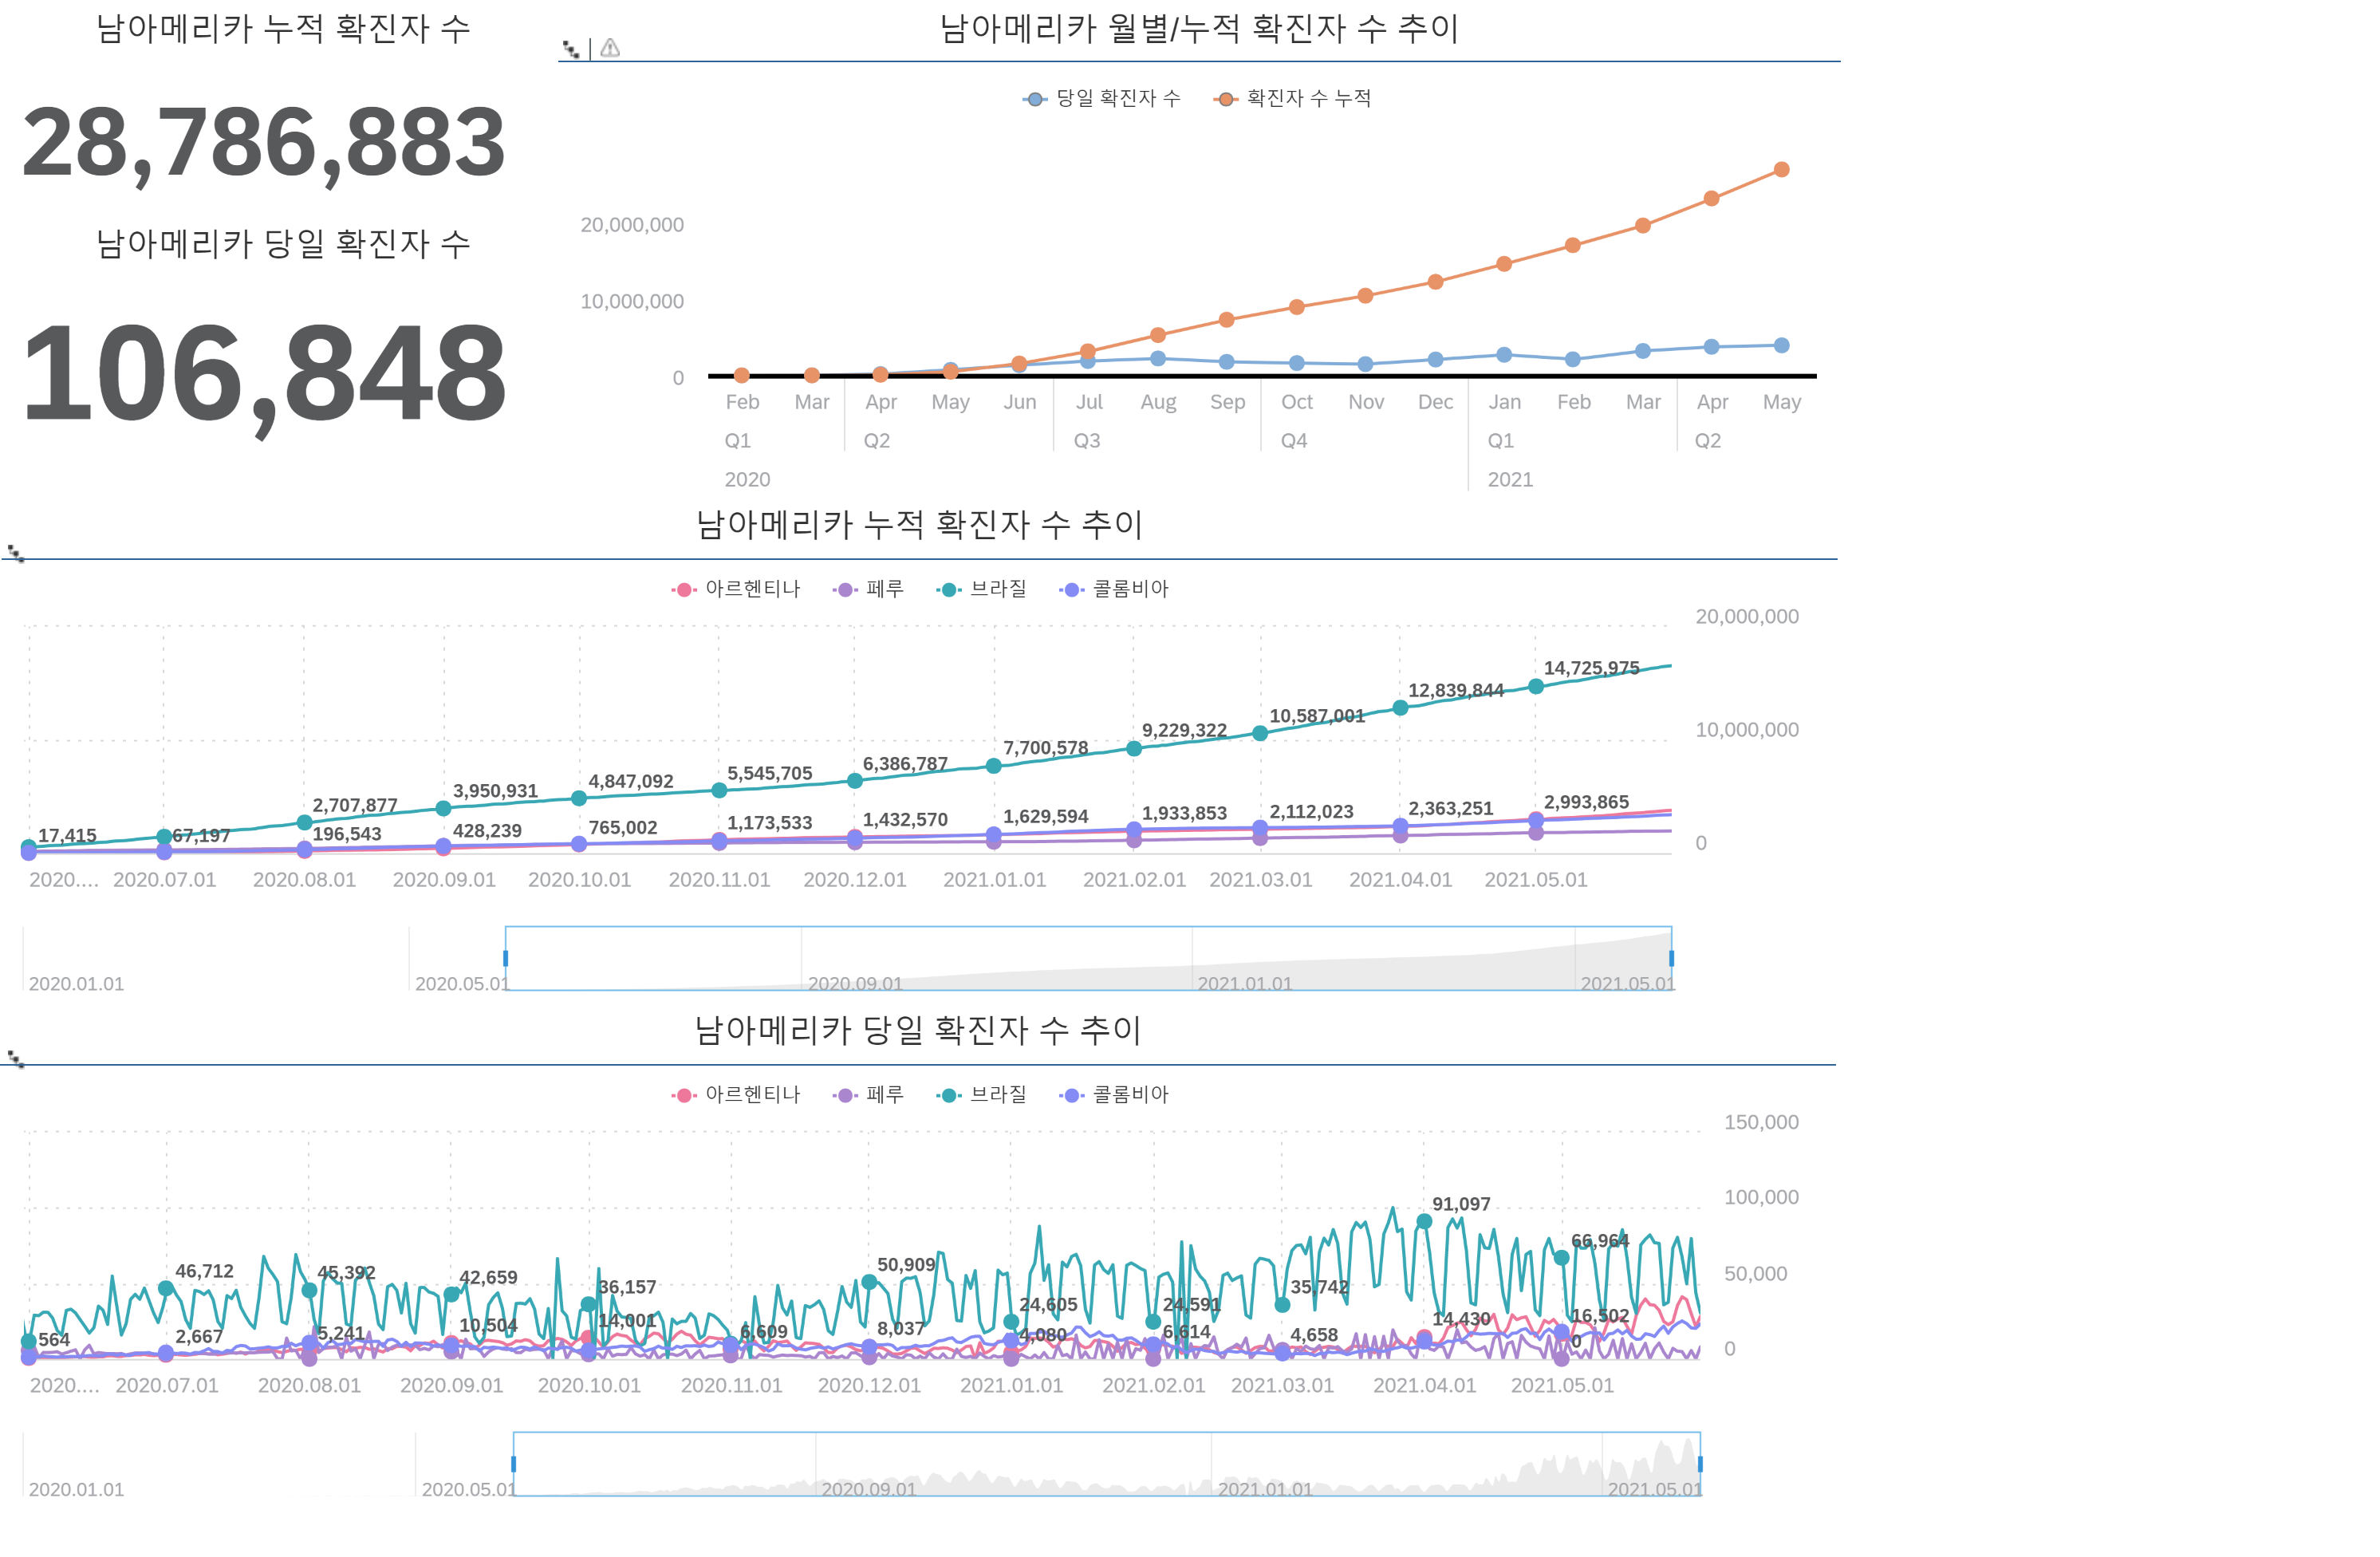 남아메리카 누적 확진자 수
28,786,883
남아메리카 당일 확진자 수
106,848
남아메리카 월별/누적 확진자 수 추이
당일 확진자 수 확진자 수 누적
20,000,000
10,000,000
0
Feb Mar Apr May Jun Jul Aug Sep Oct Nov Dec Jan Feb Mar Apr May
Q1 Q2 Q3 Q4 Q1 Q2
2020 2021
남아메리카 누적 확진자 수 추이
아르헨티나 페루 브라질 콜롬비아
20,000,000
10,000,000
0
14,725,975
12,839,844
10,587,001
9,229,322
7,700,578
6,386,787
5,545,705
4,847,092
3,950,931
2,707,877
17,415 67,197 196,543 428,239 765,002 1,173,533 1,432,570 1,629,594 1,933,853 2,112,023 2,363,251 2,993,865
2020.... 2020.07.01 2020.08.01 2020.09.01 2020.10.01 2020.11.01 2020.12.01 2021.01.01 2021.02.01 2021.03.01 2021.04.01 2021.05.01
2020.01.01 2020.05.01 2020.09.01 2021.01.01 2021.05.01
남아메리카 당일 확진자 수 추이
아르헨티나 페루 브라질 콜롬비아
150,000
100,000
50,000
0
46,712 45,392 42,659 36,157 50,909 24,605 24,591 35,742 91,097 66,964
564 2,667 5,241 10,504 14,001 6,609 8,037 4,080 6,614 4,658 14,430 16,502
0
2020.... 2020.07.01 2020.08.01 2020.09.01 2020.10.01 2020.11.01 2020.12.01 2021.01.01 2021.02.01 2021.03.01 2021.04.01 2021.05.01
2020.01.01 2020.05.01 2020.09.01 2021.01.01 2021.05.01